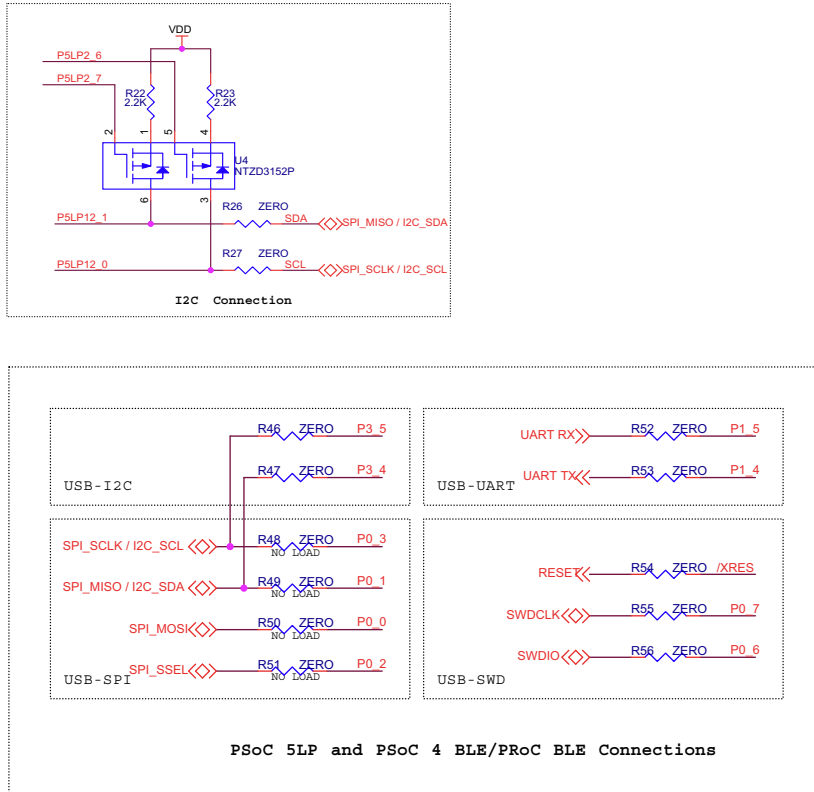 VDD
P5LP2_6
P5LP2_7
R22 2.2K
R23 2.2K
2 1 5 4
U4
NTZD3152P
6 3
R26 ZERO
P5LP12_1 SDA SPI_MISO / I2C_SDA
R27 ZERO
P5LP12_0 SCL SPI_SCLK / I2C_SCL
I2C Connection
R46 ZERO P3_5
R47 ZERO P3_4
USB-I2C
UART RX R52 ZERO P1_5
UART TX R53 ZERO P1_4
USB-UART
SPI_SCLK / I2C_SCL R48 ZERO P0_3
NO LOAD
SPI_MISO / I2C_SDA R49 ZERO P0_1
NO LOAD
SPI_MOSI R50 ZERO P0_0
NO LOAD
SPI_SSEL R51 ZERO P0_2
NO LOAD
USB-SPI
RESET R54 ZERO /XRES
SWDCLK R55 ZERO P0_7
SWDIO R56 ZERO P0_6
USB-SWD
PSoC 5LP and PSoC 4 BLE/PRoC BLE Connections